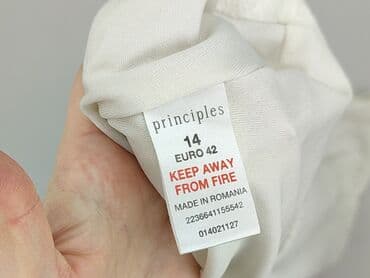 principles
14
EURO 42
KEEP AWAY
FROM FIRE
MADE IN ROMANIA
2236641155542
014021127